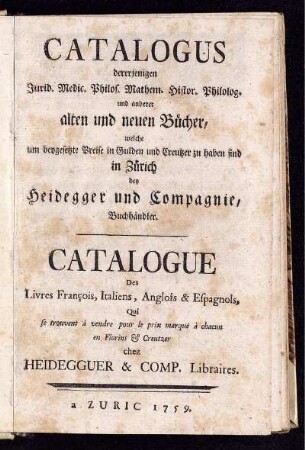 CATALOGUS
dererjenigen
Jurid. Medic. Philos. Mathem. Histor. Philolog.
und anderer
alten und neuen Bücher,
welche
um beygesetzte Preise in Gulden und Creutzer zu haben sind
in Zürich
bey
Heidegger und Compagnie,
Buchhändler.
CATALOGUE
Des
Livres François, Italiens, Anglois & Espagnols,
Qui
se trouvent à vendre pour le prix marqué à chacun
en Florins & Creutzer
chez
HEIDEGGUER & COMP. Libraires.
a ZURIC 1759.